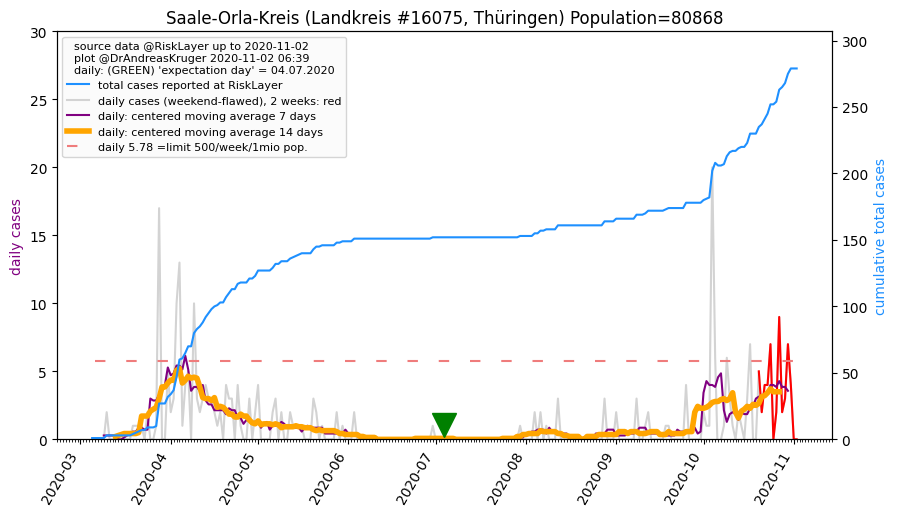 Saale-Orla-Kreis (Landkreis #16075, Thüringen) Population=80868
source data @RiskLayer up to 2020-11-02
plot @DrAndreasKruger 2020-11-02 06:39
daily: (GREEN) 'expectation day' = 04.07.2020
total cases reported at RiskLayer
daily cases (weekend-flawed), 2 weeks: red
daily: centered moving average 7 days
daily: centered moving average 14 days
daily 5.78 =limit 500/week/1mio pop.
daily cases
30
25
20
15
10
5
0
cumulative total cases
300
250
200
150
100
50
0
2020-03
2020-04
2020-05
2020-06
2020-07
2020-08
2020-09
2020-10
2020-11